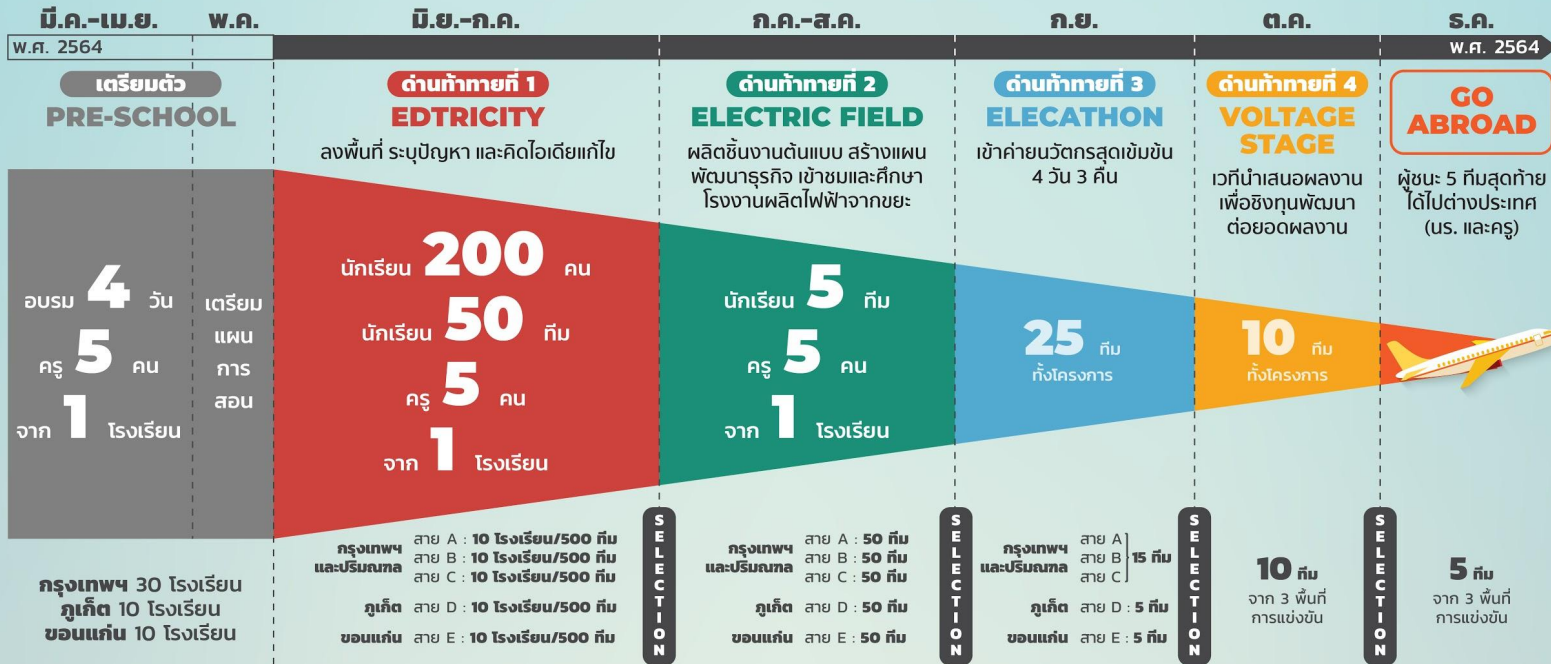 มี.ค.-เม.ย.
พ.ค.
มิ.ย.-ก.ค.
ก.ค.-ส.ค.
ก.ย.
ต.ค.
ธ.ค.
พ.ศ. 2564
พ.ศ. 2564
เตรียมตัว
PRE-SCHOOL
อบรม 4 วัน
ครู 5 คน
จาก 1 โรงเรียน
เตรียม
แผน
การ
สอน
กรุงเทพฯ 30 โรงเรียน
ภูเก็ต 10 โรงเรียน
ขอนแก่น 10 โรงเรียน
ด่านท้าทายที่ 1
EDTRICITY
ลงพื้นที่ ระบุปัญหา และคิดไอเดียแก้ไข
นักเรียน 200 คน
นักเรียน 50 ทีม
ครู 5 คน
จาก 1 โรงเรียน
กรุงเทพฯ
และปริมณฑล
สาย A : 10 โรงเรียน/500 ทีม
สาย B : 10 โรงเรียน/500 ทีม
สาย C : 10 โรงเรียน/500 ทีม
ภูเก็ต สาย D : 10 โรงเรียน/500 ทีม
ขอนแก่น สาย E : 10 โรงเรียน/500 ทีม
SELECTION
ด่านท้าทายที่ 2
ELECTRIC FIELD
ผลิตชิ้นงานต้นแบบ สร้างแผน
พัฒนาธุรกิจ เข้าชมและศึกษา
โรงงานผลิตไฟฟ้าจากขยะ
นักเรียน 5 ทีม
ครู 5 คน
จาก 1 โรงเรียน
กรุงเทพฯ
และปริมณฑล
สาย A : 50 ทีม
สาย B : 50 ทีม
สาย C : 50 ทีม
ภูเก็ต สาย D : 50 ทีม
ขอนแก่น สาย E : 50 ทีม
SELECTION
ด่านท้าทายที่ 3
ELECATHON
เข้าค่ายนวัตกรสุดเข้มข้น
4 วัน 3 คืน
25 ทีม
ทั้งโครงการ
กรุงเทพฯ
และปริมณฑล
สาย A
สาย B 15 ทีม
สาย C
ภูเก็ต สาย D : 5 ทีม
ขอนแก่น สาย E : 5 ทีม
SELECTION
ด่านท้าทายที่ 4
VOLTAGE
STAGE
เวทีนำเสนอผลงาน
เพื่อชิงทุนพัฒนา
ต่อยอดผลงาน
10 ทีม
ทั้งโครงการ
10 ทีม
จาก 3 พื้นที่
การแข่งขัน
SELECTION
GO
ABROAD
ผู้ชนะ 5 ทีมสุดท้าย
ได้ไปต่างประเทศ
(นร. และครู)
5 ทีม
จาก 3 พื้นที่
การแข่งขัน